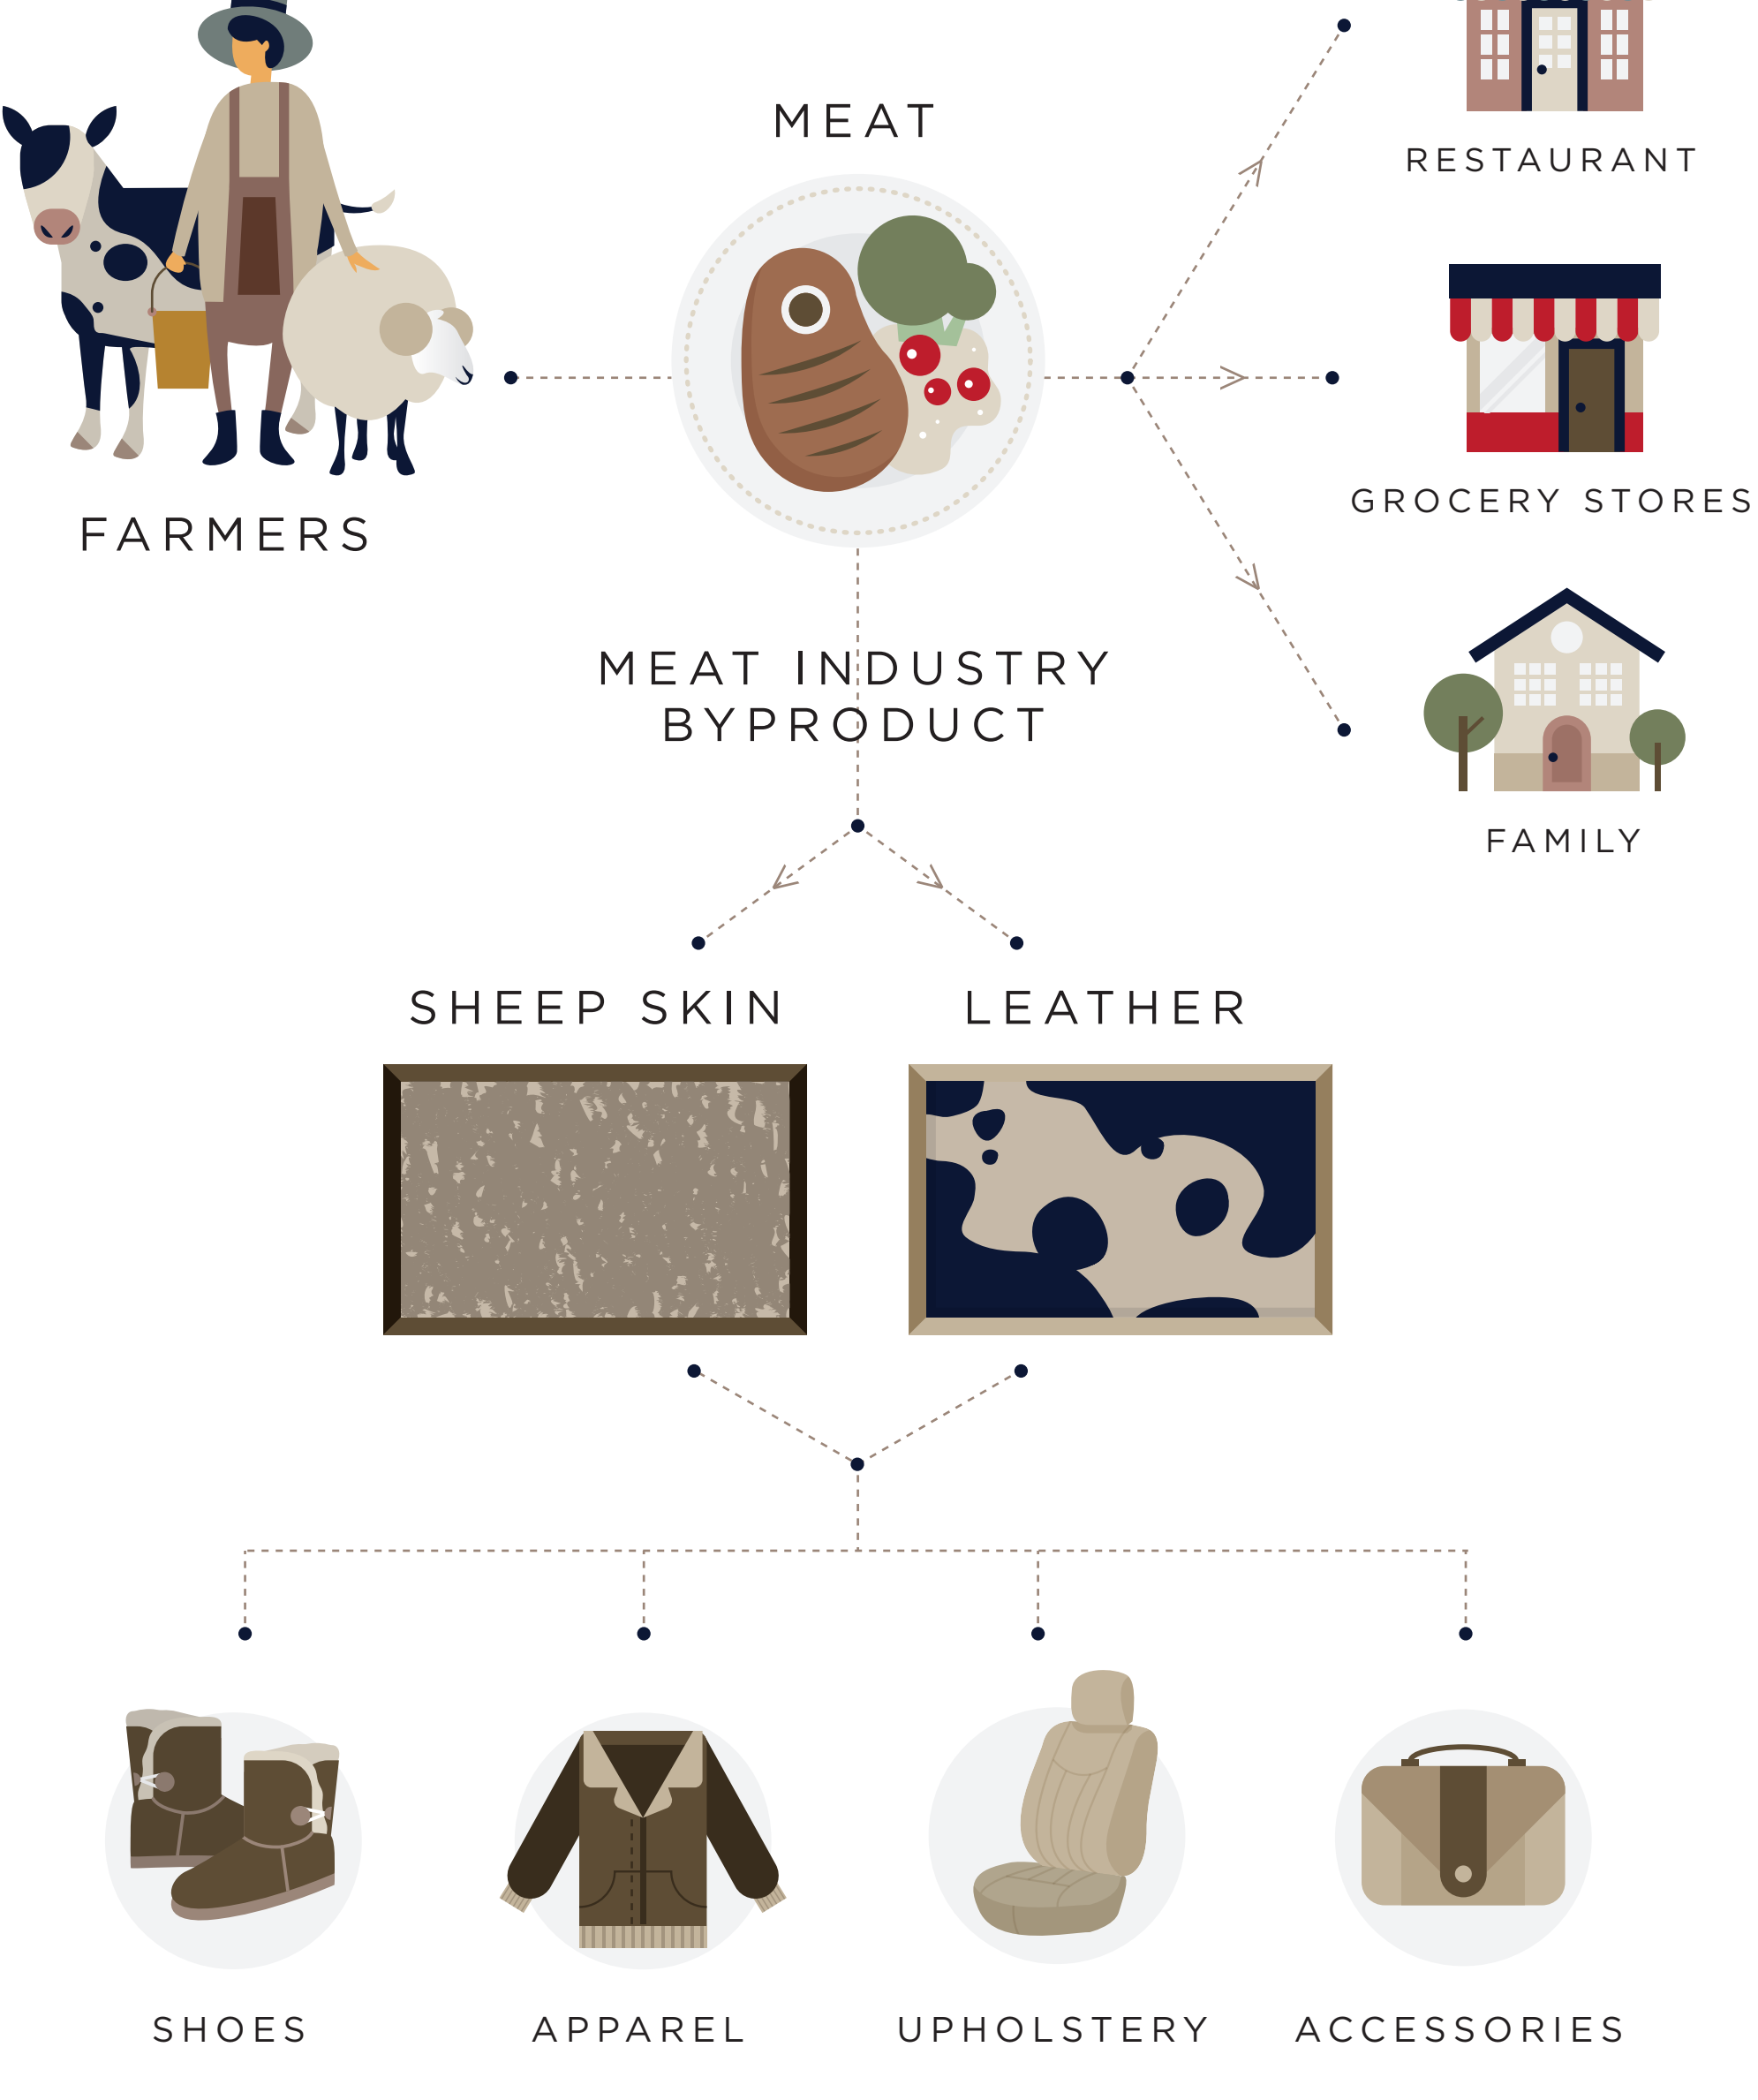 MEAT
RESTAURANT
GROCERY STORES
FARMERS
MEAT INDUSTRY
BYPRODUCT
FAMILY
SHEEP SKIN
LEATHER
SHOES
APPAREL
UPHOLSTERY
ACCESSORIES